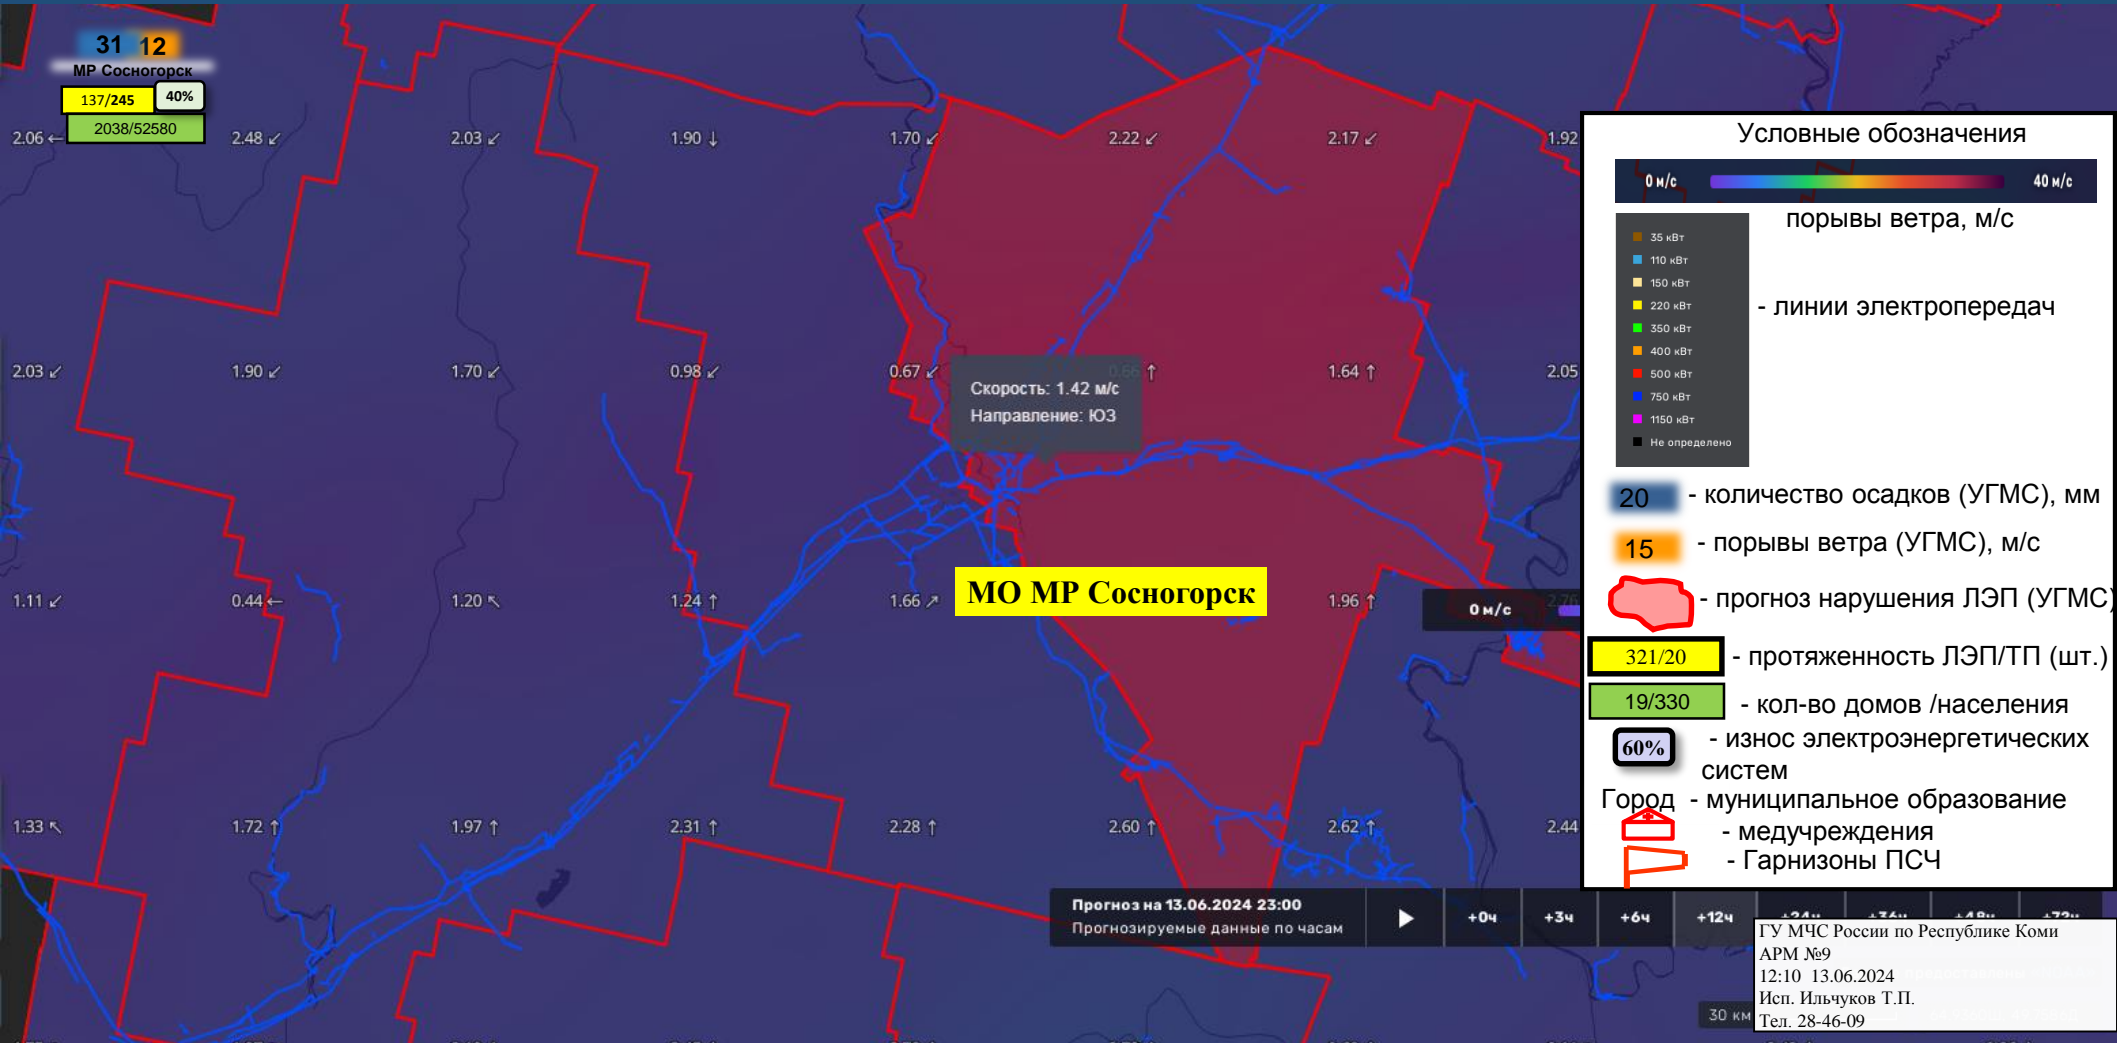 31 12
МР Сосногорск
137/245 40%
2038/52580
2.06 ← 2.48 ↙ 2.03 ↙ 1.90 ↓ 1.70 ↙ 2.22 ↙ 2.17 ↙ 1.92
2.03 ↙ 1.90 ↙ 1.70 ↙ 0.98 ↙ 0.67 ↙ 0.66 ↑ 1.64 ↑ 2.05
Скорость: 1.42 м/с
Направление: ЮЗ
1.11 ↙ 0.44 ← 1.20 ↖ 1.24 ↑ 1.66 ↗ 1.96 ↑ 2.76
МО МР Сосногорск
0 м/с
1.33 ↖ 1.72 ↑ 1.97 ↑ 2.31 ↑ 2.28 ↑ 2.60 ↑ 2.62 ↑ 2.44
Прогноз на 13.06.2024 23:00
Прогнозируемые данные по часам
+0ч +3ч +6ч +12ч +24ч +36ч +48ч +72ч
30 км
Условные обозначения
0 м/с 40 м/с
порывы ветра, м/с
35 кВт
110 кВт
150 кВт
220 кВт
350 кВт
400 кВт
500 кВт
750 кВт
1150 кВт
Не определено
- линии электропередач
20 - количество осадков (УГМС), мм
15 - порывы ветра (УГМС), м/с
- прогноз нарушения ЛЭП (УГМС)
321/20 - протяженность ЛЭП/ТП (шт.)
19/330 - кол-во домов /населения
60% - износ электроэнергетических
систем
Город - муниципальное образование
- медучреждения
- Гарнизоны ПСЧ
ГУ МЧС России по Республике Коми
АРМ №9
12:10 13.06.2024
Исп. Ильчуков Т.П.
Тел. 28-46-09